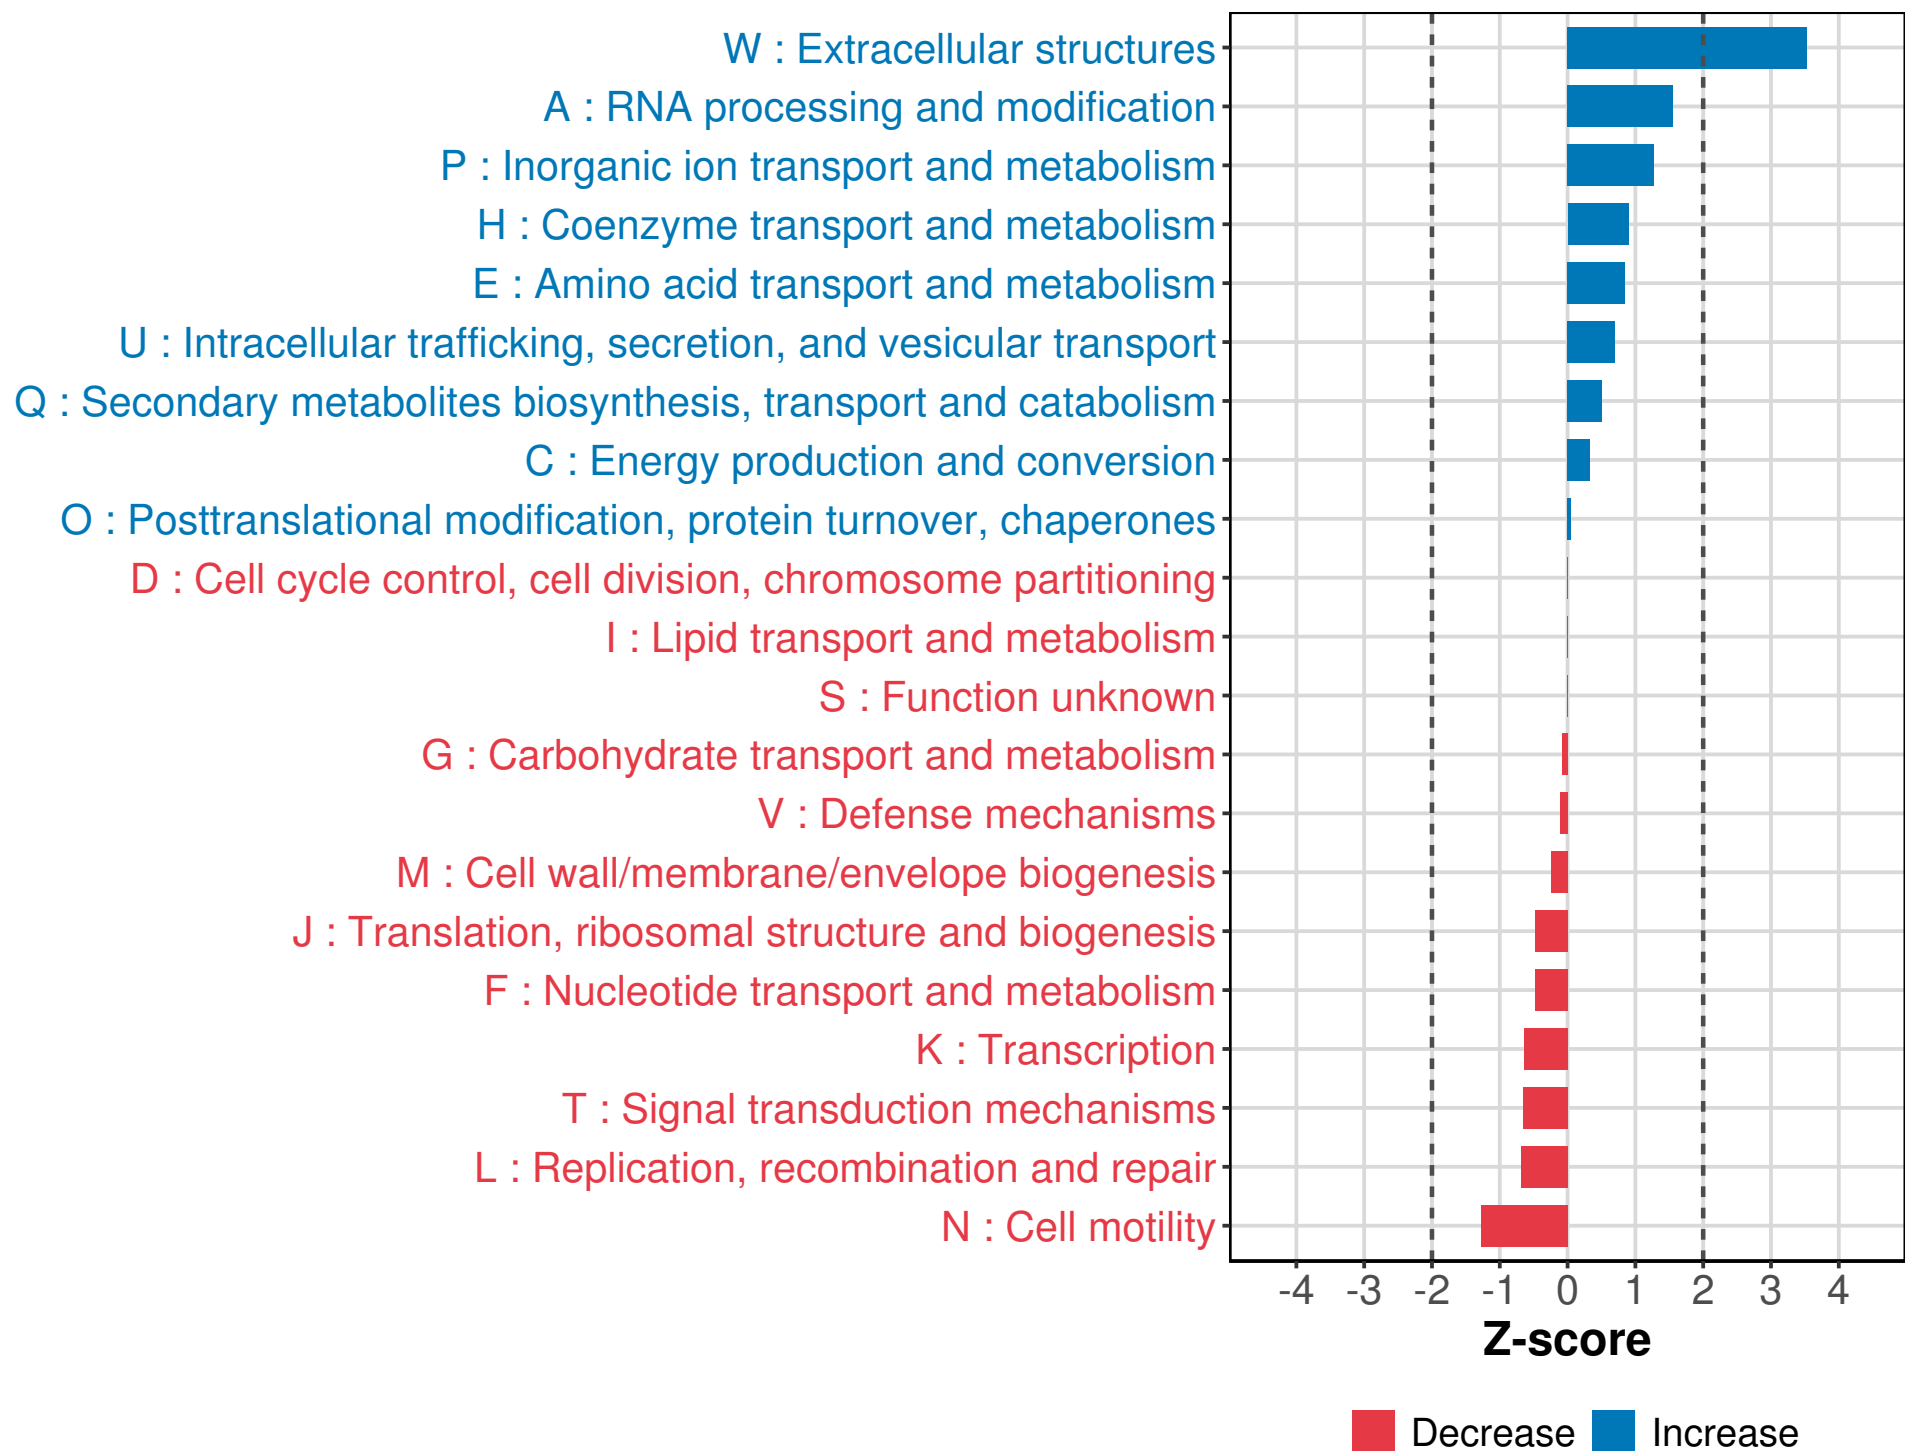 W : Extracellular structures
A : RNA processing and modification
P : Inorganic ion transport and metabolism
H : Coenzyme transport and metabolism
E : Amino acid transport and metabolism
U : Intracellular trafficking, secretion, and vesicular transport
Q : Secondary metabolites biosynthesis, transport and catabolism
C : Energy production and conversion
O : Posttranslational modification, protein turnover, chaperones
D : Cell cycle control, cell division, chromosome partitioning
I : Lipid transport and metabolism
S : Function unknown
G : Carbohydrate transport and metabolism
V : Defense mechanisms
M : Cell wall/membrane/envelope biogenesis
J : Translation, ribosomal structure and biogenesis
F : Nucleotide transport and metabolism
K : Transcription
T : Signal transduction mechanisms
L : Replication, recombination and repair
N : Cell motility
-4 -3 -2 -1 0 1 2 3 4
Z-score
Decrease Increase